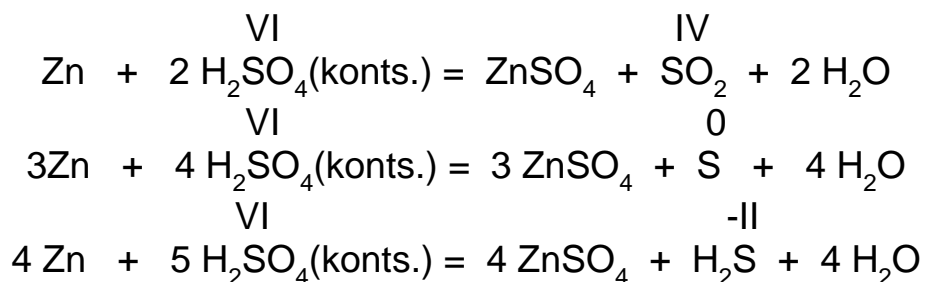 VI IV
Zn + 2 H₂SO₄(konts.) = ZnSO₄ + SO₂ + 2 H₂O
VI 0
3Zn + 4 H₂SO₄(konts.) = 3 ZnSO₄ + S + 4 H₂O
VI -II
4 Zn + 5 H₂SO₄(konts.) = 4 ZnSO₄ + H₂S + 4 H₂O